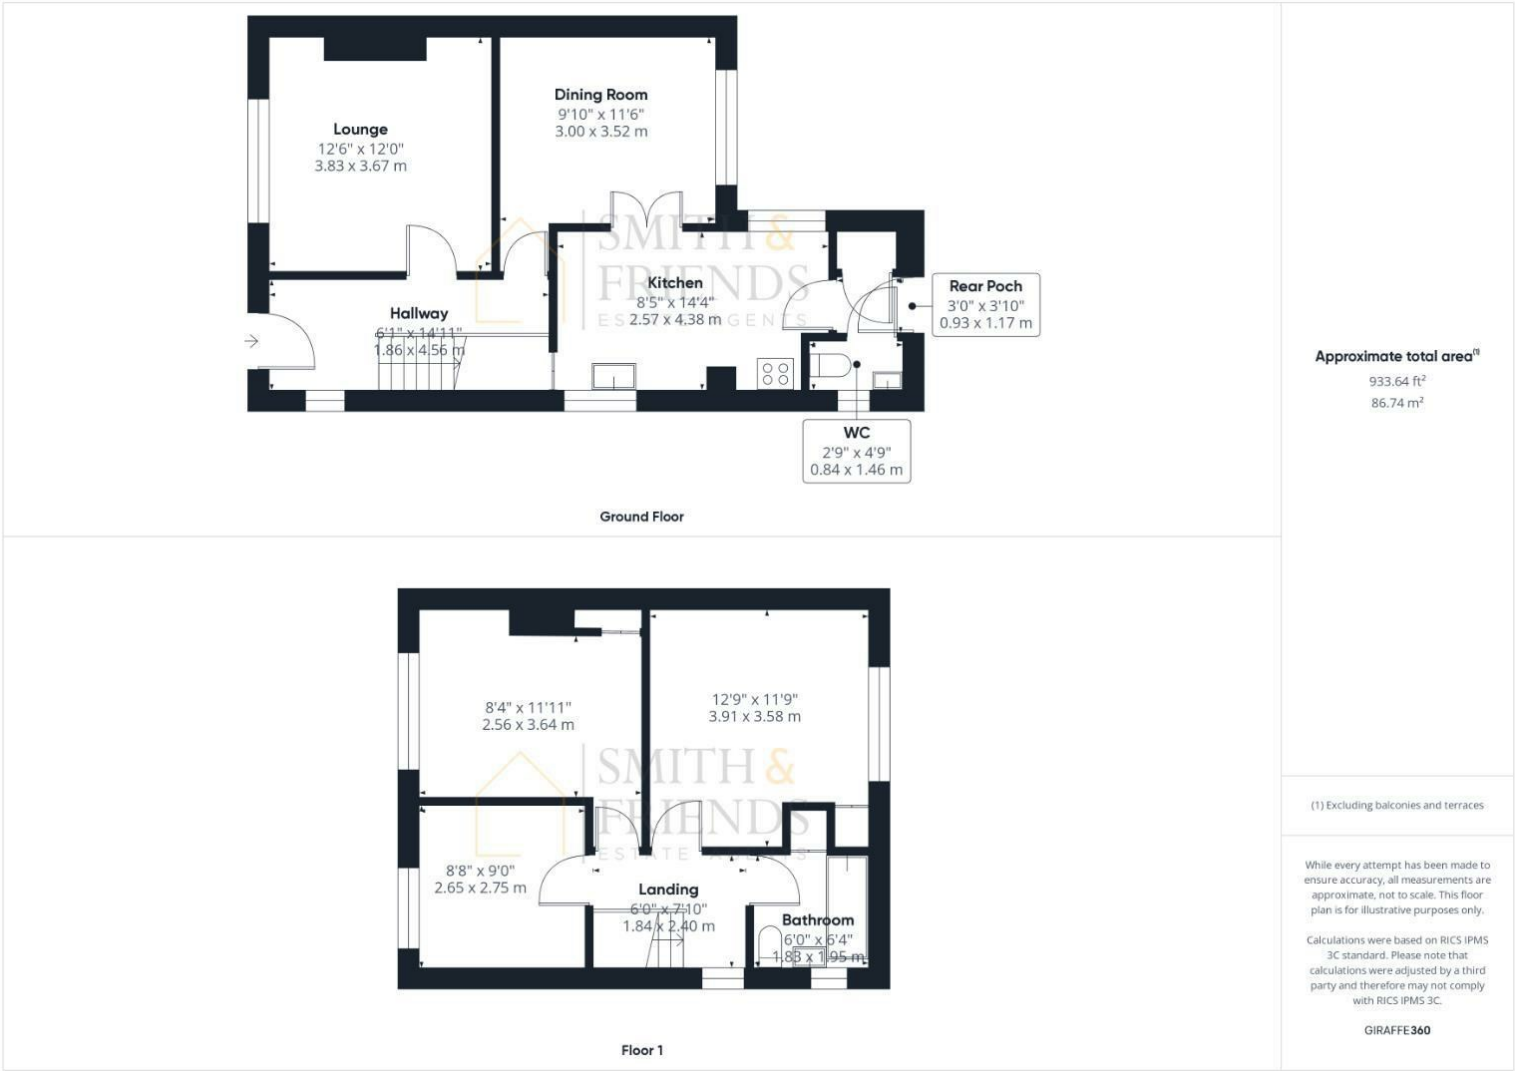 Lounge
12'6" x 12'0"
3.83 x 3.67 m
Dining Room
9'10" x 11'6"
3.00 x 3.52 m
SMITH &
FRIENDS
ESTATE AGENTS
Hallway
6'1" x 14'11"
1.86 x 4.56 m
Kitchen
8'5" x 14'4"
2.57 x 4.38 m
Rear Poch
3'0" x 3'10"
0.93 x 1.17 m
WC
2'9" x 4'9"
0.84 x 1.46 m
Ground Floor
8'4" x 11'11"
2.56 x 3.64 m
12'9" x 11'9"
3.91 x 3.58 m
SMITH &
FRIENDS
ESTATE AGENTS
8'8" x 9'0"
2.65 x 2.75 m
Landing
6'0" x 7'10"
1.84 x 2.40 m
Bathroom
6'0" x 6'4"
1.83 x 1.95 m
Floor 1
Approximate total area(1)
933.64 ft²
86.74 m²
(1) Excluding balconies and terraces
While every attempt has been made to
ensure accuracy, all measurements are
approximate, not to scale. This floor
plan is for illustrative purposes only.
Calculations were based on RICS IPMS
3C standard. Please note that
calculations were adjusted by a third
party and therefore may not comply
with RICS IPMS 3C.
GIRAFFE360